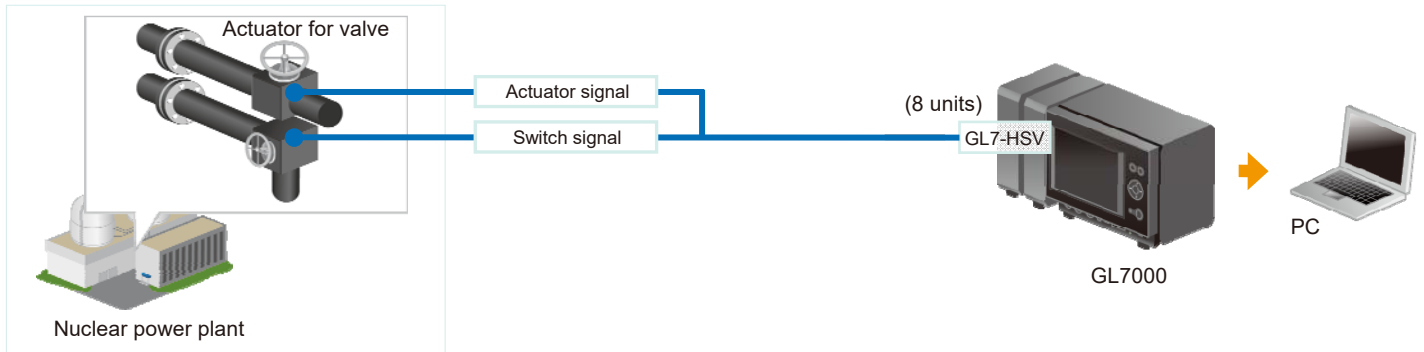 Actuator for valve
Actuator signal
(8 units)
Switch signal
GL7-HSV
PC
GL7000
Nuclear power plant